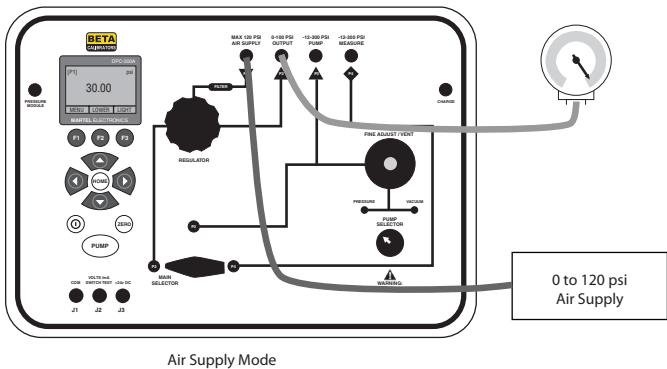 BETA
CALIBRATORS
DPC-300A
[P1] psi
30.00
MENU LOWER LIGHT
MARTEL ELECTRONICS
F1 F2 F3
HOME
ZERO
PUMP
PRESSURE
MODULE
VOLTS /mA
COM SWITCH TEST +24v DC
J1 J2 J3
MAX 120 PSI
AIR SUPPLY
0-100 PSI
OUTPUT
-12-300 PSI
PUMP
-12-300 PSI
MEASURE
FILTER
REGULATOR
CHARGE
FINE ADJUST / VENT
PRESSURE VACUUM
PUMP
SELECTOR
WARNING:
MAIN
SELECTOR
0 to 120 psi
Air Supply
Air Supply Mode